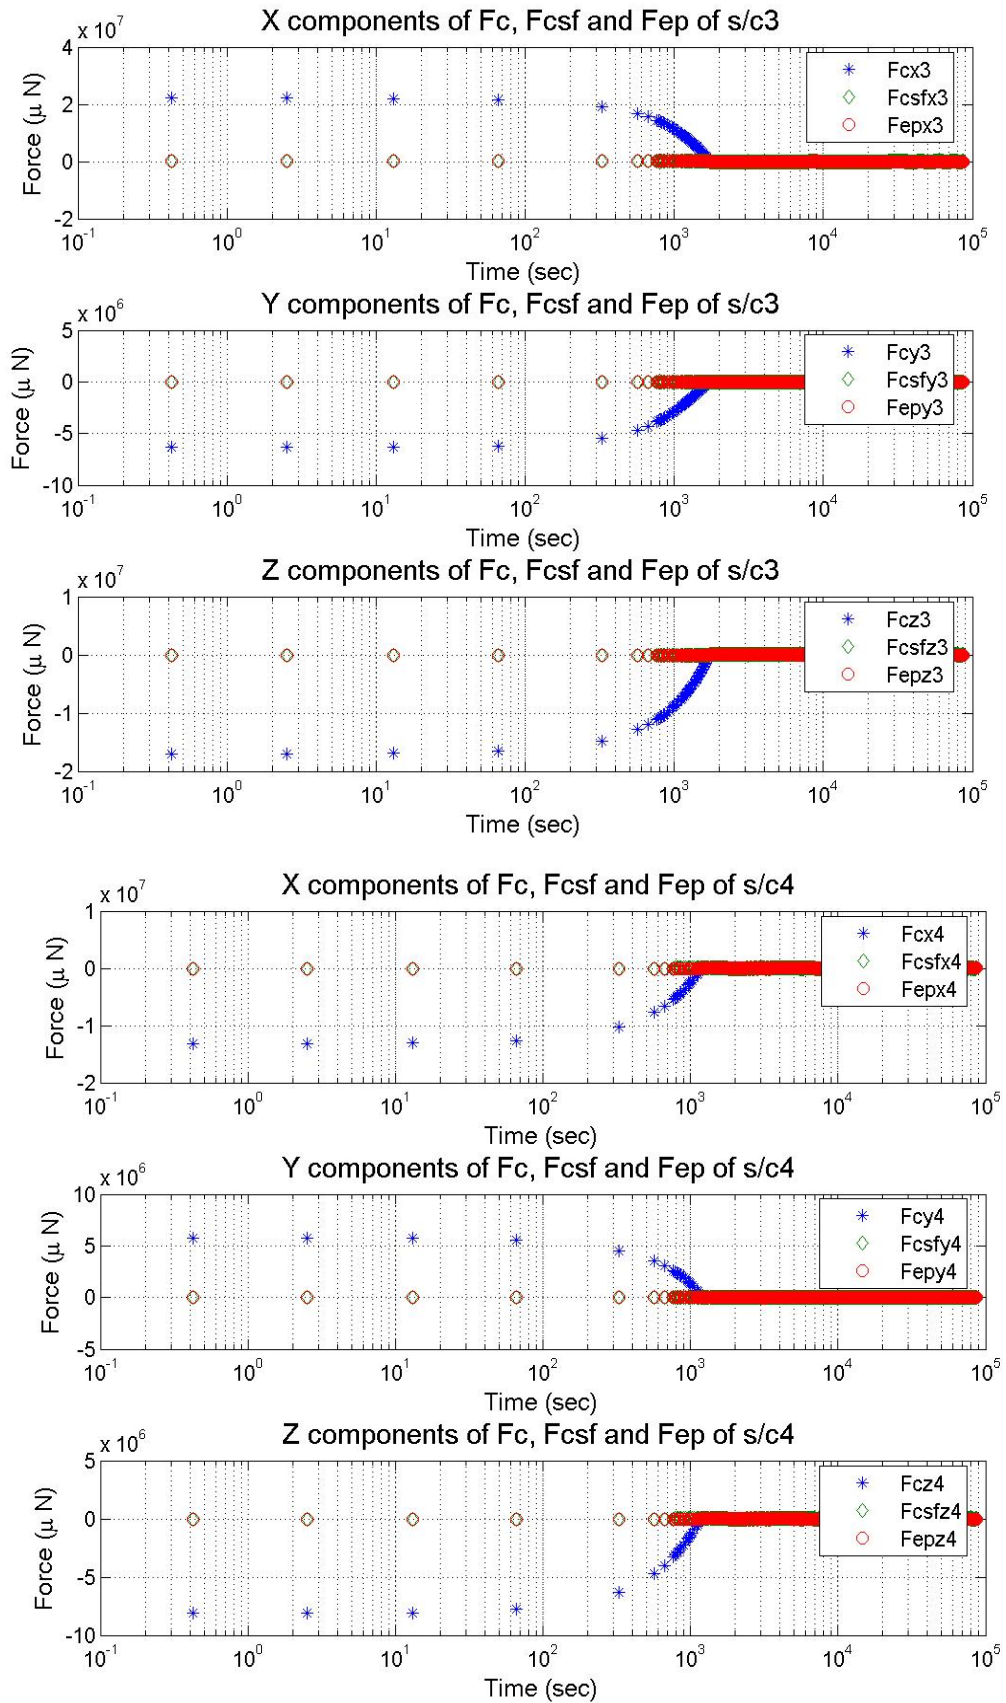 X components of Fc, Fcsf and Fep of s/c3
x 10^7
4
2
0
-2
Force (μ N)
Fcx3
Fcsfx3
Fepx3
10^-1 10^0 10^1 10^2 10^3 10^4 10^5
Time (sec)
Y components of Fc, Fcsf and Fep of s/c3
x 10^6
5
0
-5
-10
Force (μ N)
Fcy3
Fcsfy3
Fepy3
10^-1 10^0 10^1 10^2 10^3 10^4 10^5
Time (sec)
Z components of Fc, Fcsf and Fep of s/c3
x 10^7
1
0
-1
-2
Force (μ N)
Fcz3
Fcsfz3
Fepz3
10^-1 10^0 10^1 10^2 10^3 10^4 10^5
Time (sec)
X components of Fc, Fcsf and Fep of s/c4
x 10^7
1
0
-1
-2
Force (μ N)
Fcx4
Fcsfx4
Fepx4
10^-1 10^0 10^1 10^2 10^3 10^4 10^5
Time (sec)
Y components of Fc, Fcsf and Fep of s/c4
x 10^6
10
5
0
-5
Force (μ N)
Fcy4
Fcsfy4
Fepy4
10^-1 10^0 10^1 10^2 10^3 10^4 10^5
Time (sec)
Z components of Fc, Fcsf and Fep of s/c4
x 10^6
5
0
-5
-10
Force (μ N)
Fcz4
Fcsfz4
Fepz4
10^-1 10^0 10^1 10^2 10^3 10^4 10^5
Time (sec)